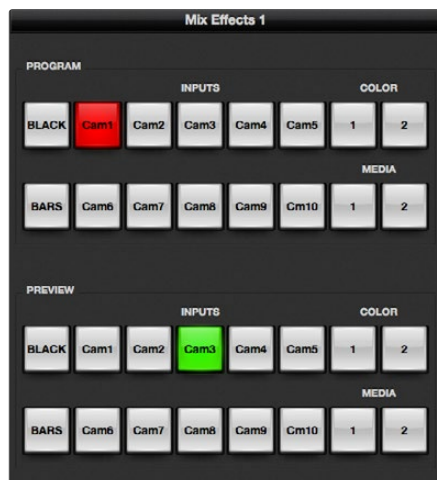 Mix Effects 1
PROGRAM
INPUTS COLOR
BLACK Cam1 Cam2 Cam3 Cam4 Cam5 1 2
MEDIA
BARS Cam6 Cam7 Cam8 Cam9 Cm10 1 2
PREVIEW
INPUTS COLOR
BLACK Cam1 Cam2 Cam3 Cam4 Cam5 1 2
MEDIA
BARS Cam6 Cam7 Cam8 Cam9 Cm10 1 2